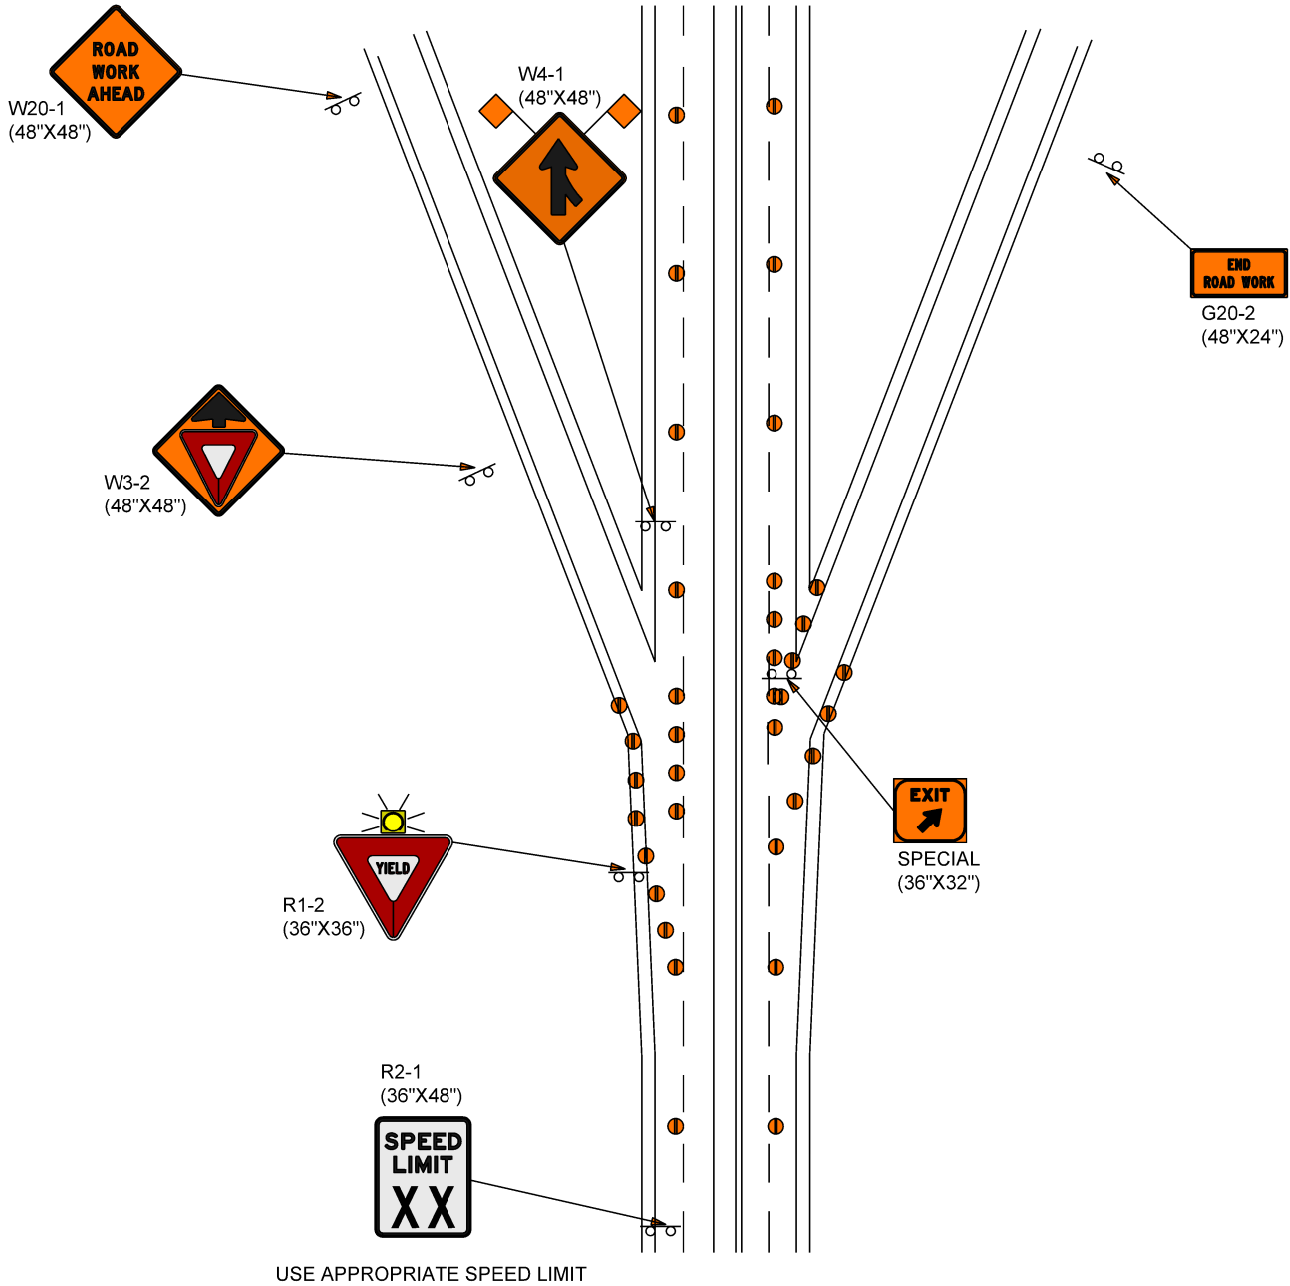 ROAD
WORK
AHEAD
W20-1
(48"X48")
W4-1
(48"X48")
END
ROAD WORK
G20-2
(48"X24")
W3-2
(48"X48")
EXIT
SPECIAL
(36"X32")
YIELD
R1-2
(36"X36")
R2-1
(36"X48")
SPEED
LIMIT
XX
USE APPROPRIATE SPEED LIMIT